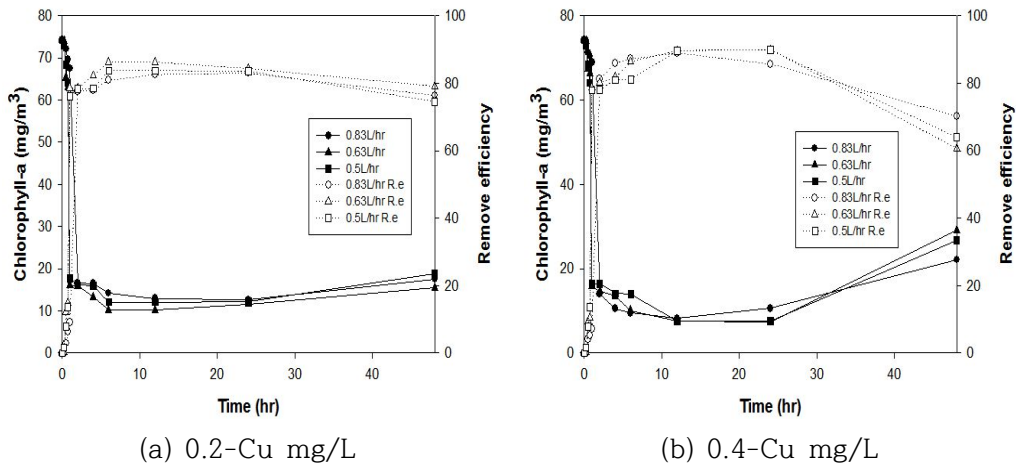 80
70
60
50
40
30
20
10
0
Chlorophyll-a (mg/m³)
100
80
60
40
20
0
Remove efficiency
0.83L/hr
0.63L/hr
0.5L/hr
0.83L/hr R.e
0.63L/hr R.e
0.5L/hr R.e
0 10 20 30 40
Time (hr)
(a) 0.2-Cu mg/L
80
70
60
50
40
30
20
10
0
Chlorophyll-a (mg/m³)
100
80
60
40
20
0
Remove efficiency
0.83L/hr
0.63L/hr
0.5L/hr
0.83L/hr R.e
0.63L/hr R.e
0.5L/hr R.e
0 10 20 30 40
Time (hr)
(b) 0.4-Cu mg/L